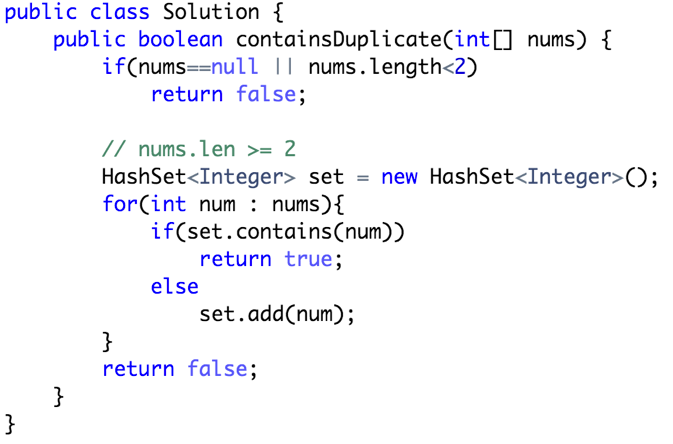 public class Solution {
    public boolean containsDuplicate(int[] nums) {
        if(nums==null || nums.length<2)
            return false;

        // nums.len >= 2
        HashSet<Integer> set = new HashSet<Integer>();
        for(int num : nums){
            if(set.contains(num))
                return true;
            else
                set.add(num);
        }
        return false;
    }
}